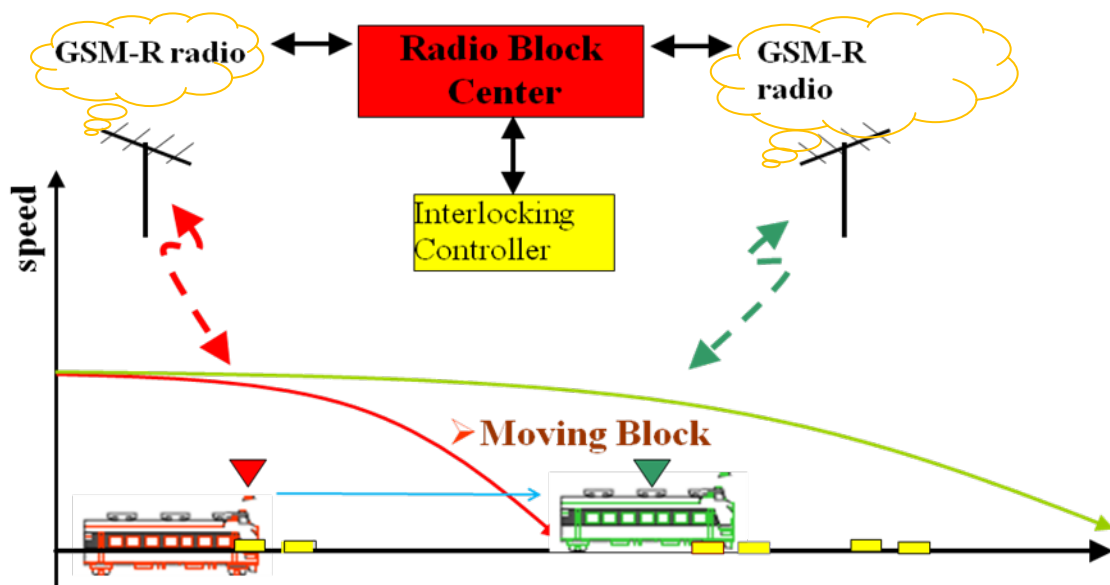 GSM-R radio
Radio Block
Center
GSM-R
radio
Interlocking
Controller
speed
Moving Block